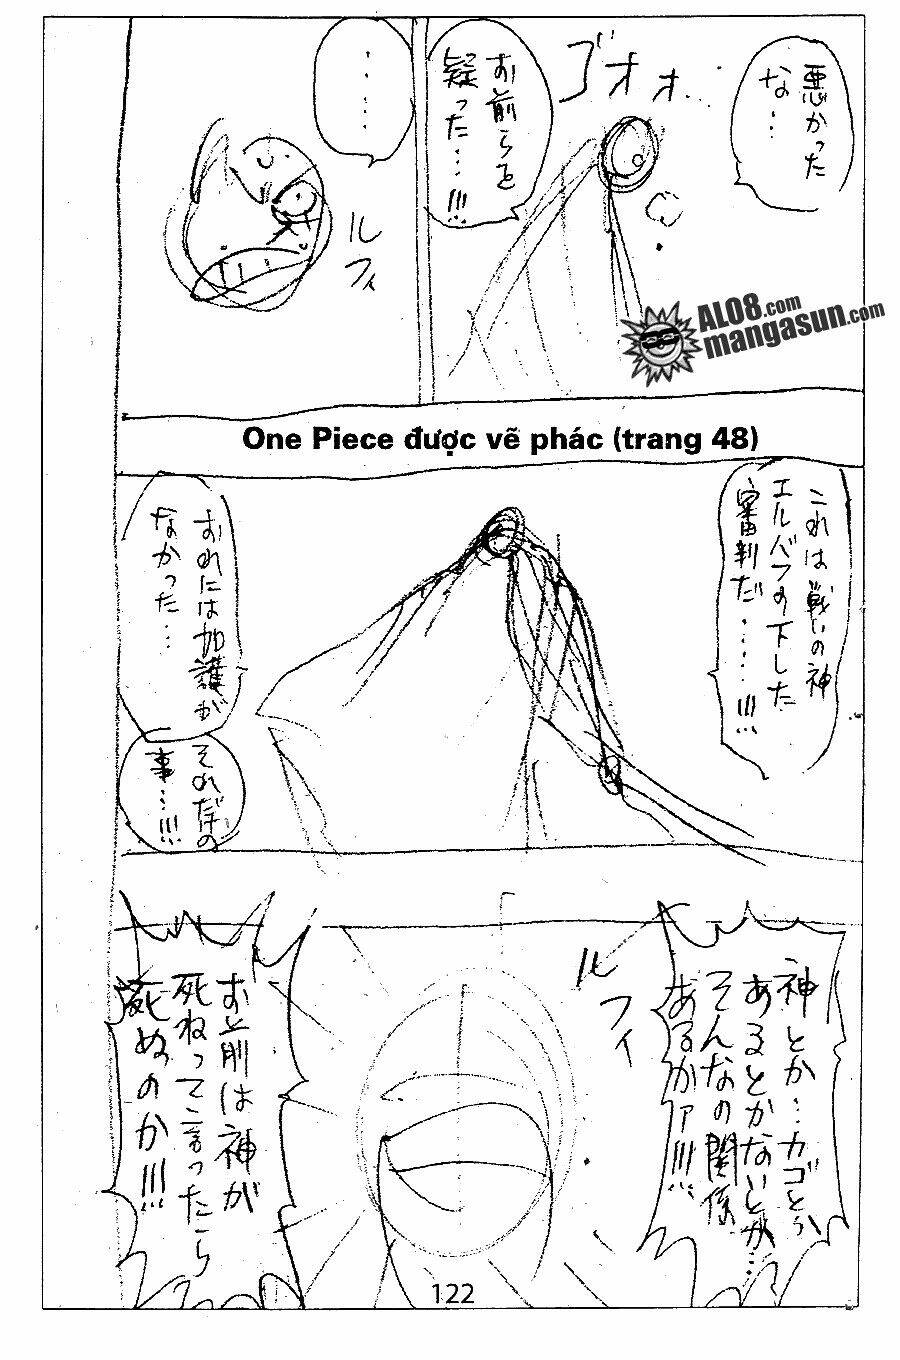 悪かった
な…
ゴオオ
お前らを
疑った…!!!
・・・・
ルフィ
ALO8.com
mangasun.com
One Piece được vẽ phác (trang 48)
これは戦いの神
エルバフの下した
審判だ・・・・!!!
おれには加護が
なかった…
それだけの
事…!!!
神とか…カゴとか
あるとかないとか…
そんなの関係
あるかァ!!!
ルフィ
お前は神が
死ねって言ったら
死ぬのか!!!
122